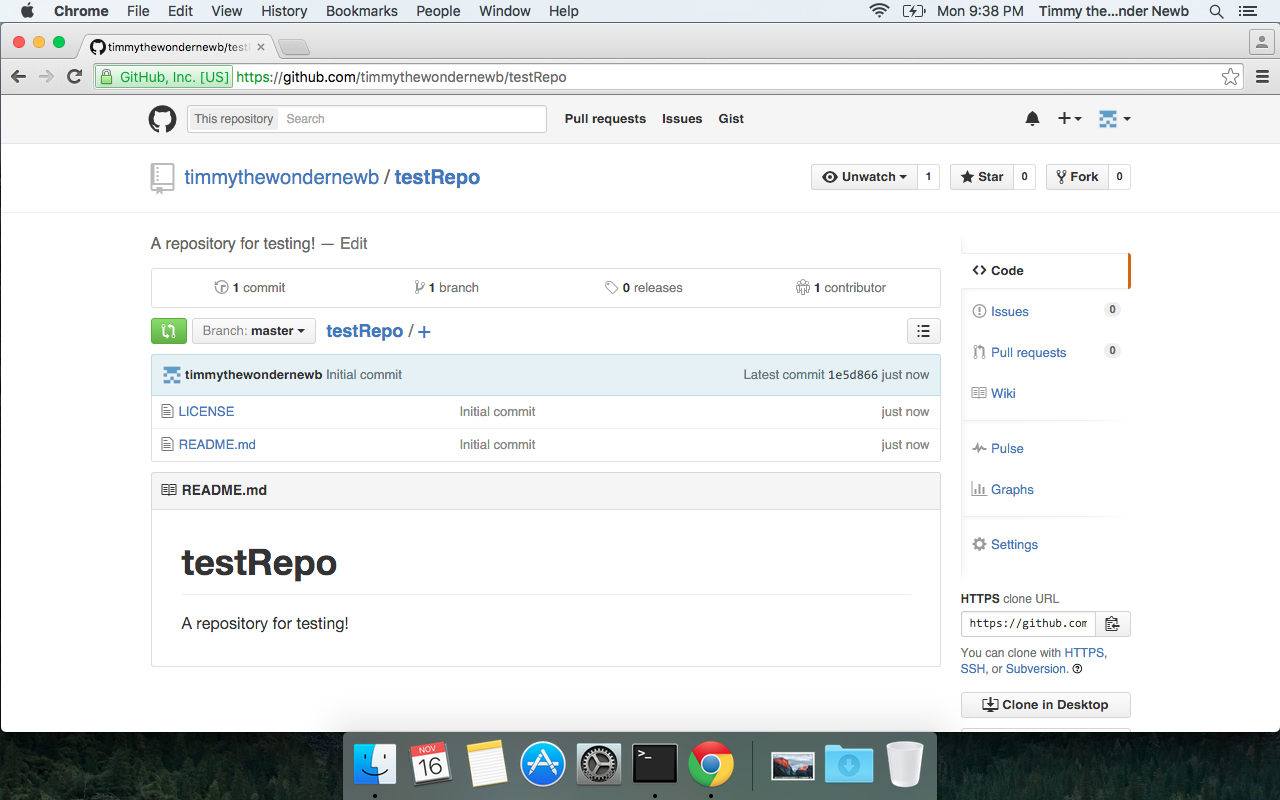 Chrome File Edit View History Bookmarks People Window Help Mon 9:38 PM Timmy the...nder Newb
timmythewondernewb/test
GitHub, Inc. [US] https://github.com/timmythewondernewb/testRepo
This repository Search Pull requests Issues Gist
timmythewondernewb / testRepo Unwatch 1 Star 0 Fork 0
A repository for testing! — Edit
1 commit 1 branch 0 releases 1 contributor
Branch: master testRepo / +
timmythewondernewb Initial commit Latest commit 1e5d866 just now
LICENSE Initial commit just now
README.md Initial commit just now
README.md
testRepo
A repository for testing!
Code
Issues 0
Pull requests 0
Wiki
Pulse
Graphs
Settings
HTTPS clone URL
https://github.com
You can clone with HTTPS,
SSH, or Subversion.
Clone in Desktop
NOV
16
>_